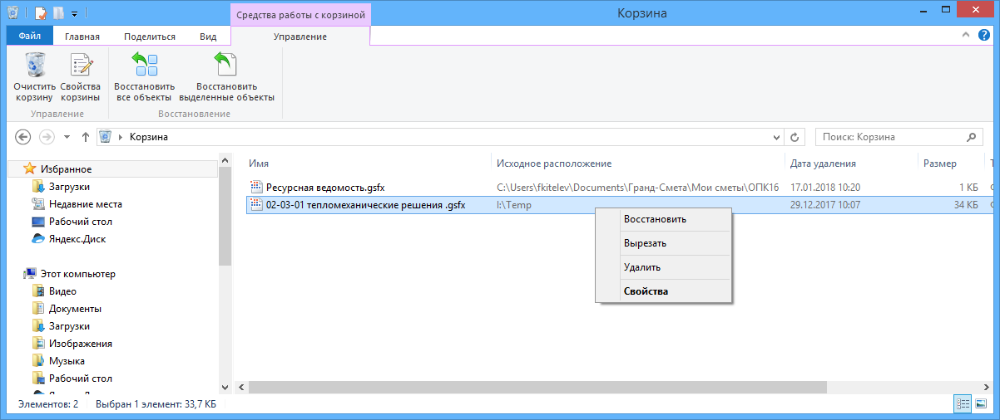 Средства работы с корзиной
Корзина
Файл
Главная
Поделиться
Вид
Управление
Очистить
корзину
Свойства
корзины
Восстановить
все объекты
Восстановить
выделенные объекты
Управление
Восстановление
Корзина
Поиск: Корзина
Избранное
Загрузки
Недавние места
Рабочий стол
Яндекс.Диск
Этот компьютер
Видео
Документы
Загрузки
Изображения
Музыка
Рабочий стол
Имя
Исходное расположение
Дата удаления
Размер
Ресурсная ведомость.gsfx
C:\Users\fkitelev\Documents\Гранд-Смета\Мои сметы\ОПК16
17.01.2018 10:20
1 КБ
02-03-01 тепломеханические решения .gsfx
I:\Temp
29.12.2017 10:07
34 КБ
Восстановить
Вырезать
Удалить
Свойства
Элементов: 2
Выбран 1 элемент: 33,7 КБ